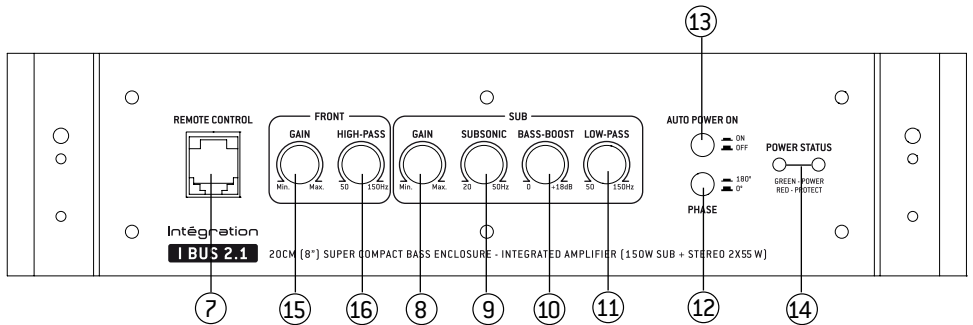 13
REMOTE CONTROL
FRONT
GAIN HIGH-PASS
Min. Max. 50 150Hz
SUB
GAIN SUBSONIC BASS-BOOST LOW-PASS
Min. Max. 20 50Hz 0 +18dB 50 150Hz
AUTO POWER ON
ON
OFF
180°
0°
PHASE
POWER STATUS
GREEN - POWER
RED - PROTECT
Intégration
I BUS 2.1
20CM (8") SUPER COMPACT BASS ENCLOSURE - INTEGRATED AMPLIFIER (150W SUB + STEREO 2X55W)
7 15 16 8 9 10 11 12 14